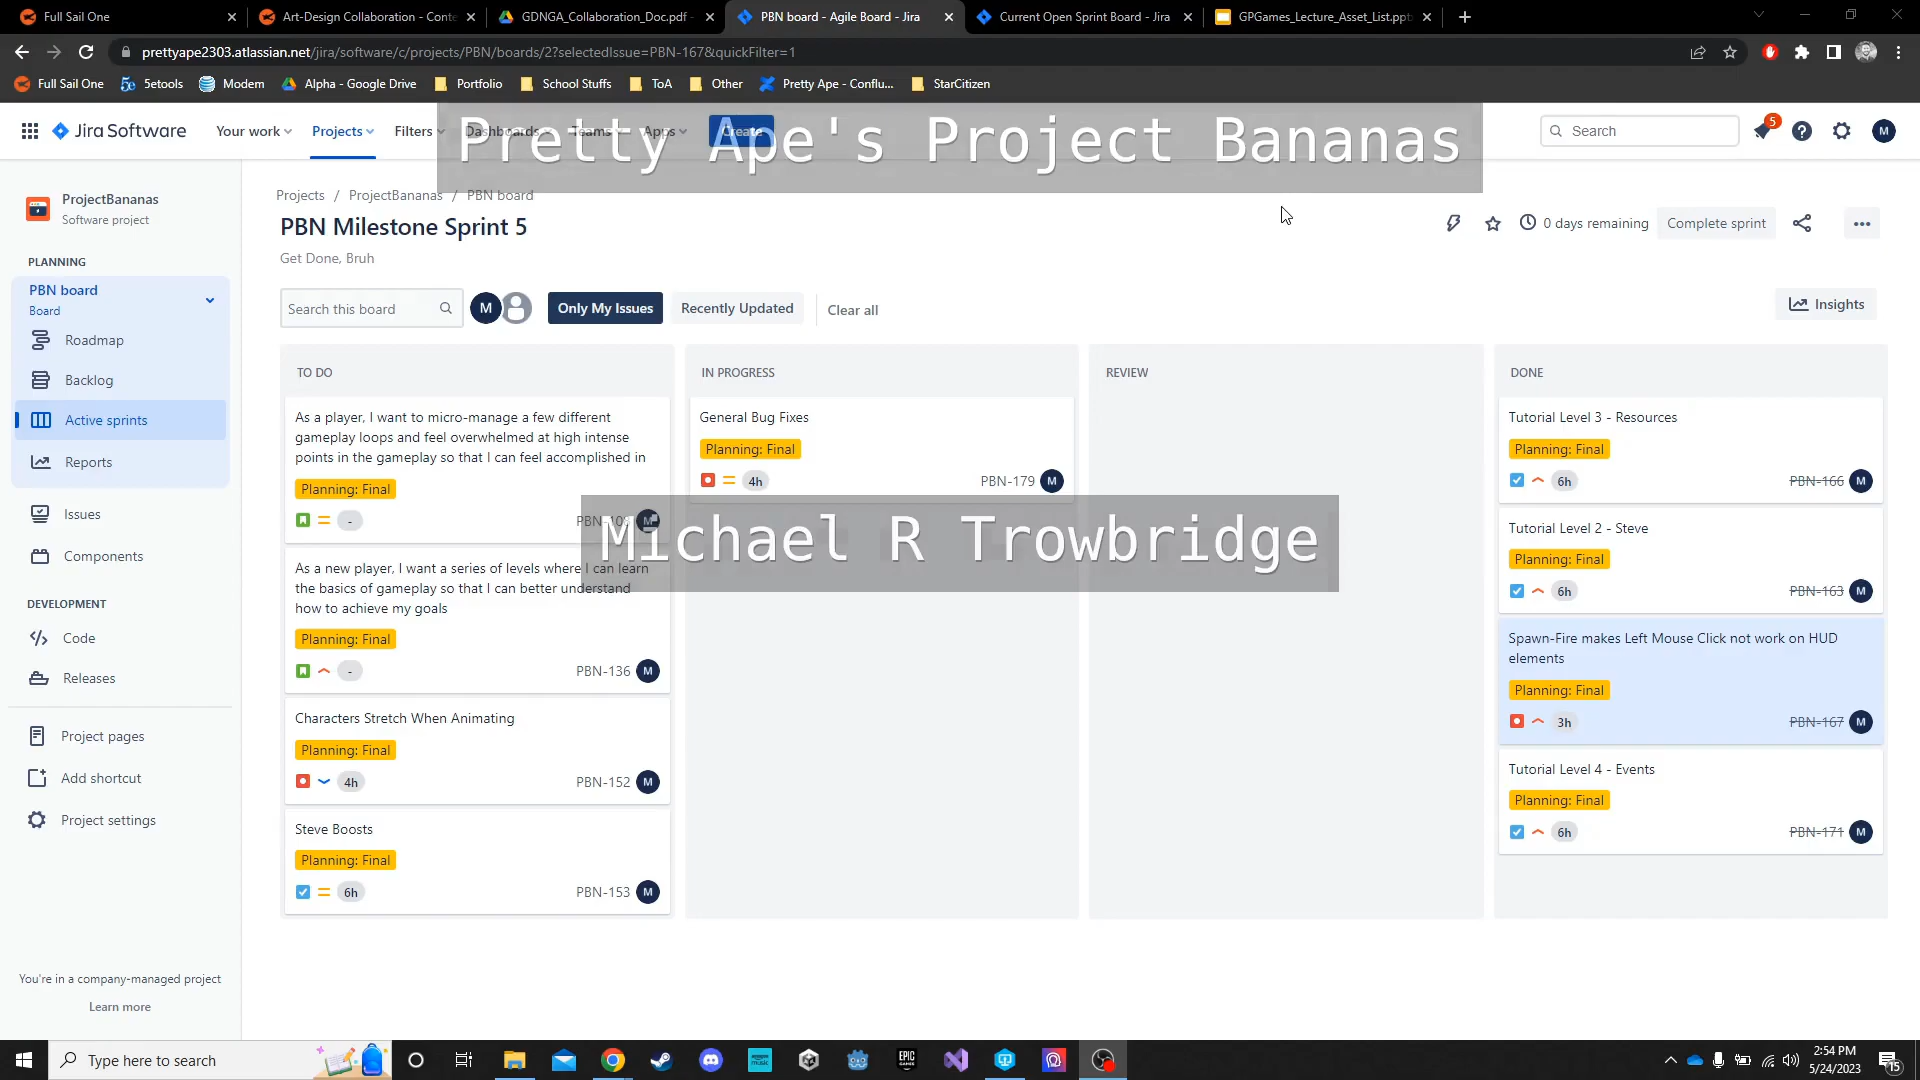 Full Sail One
Art-Design Collaboration - Conte
GDNGA_Collaboration_Doc.pdf -
PBN board - Agile Board - Jira
Current Open Sprint Board - Jira
GPGames_Lecture_Asset_List.ppt
prettyape2303.atlassian.net/jira/software/c/projects/PBN/boards/2?selectedIssue=PBN-167&quickFilter=1
Full Sail One
5etools
Modem
Alpha - Google Drive
Portfolio
School Stuffs
ToA
Other
Pretty Ape - Conflu...
StarCitizen
Jira Software
Your work
Projects
Filters
Dashboards
Teams
Apps
Create
Search
5
M
Pretty Ape's Project Bananas
ProjectBananas
Software project
PLANNING
PBN board
Board
Roadmap
Backlog
Active sprints
Reports
Issues
Components
DEVELOPMENT
Code
Releases
Project pages
Add shortcut
Project settings
You're in a company-managed project
Learn more
Projects / ProjectBananas / PBN board
PBN Milestone Sprint 5
0 days remaining
Complete sprint
Get Done, Bruh
Search this board
M
Only My Issues
Recently Updated
Clear all
Insights
TO DO
As a player, I want to micro-manage a few different
gameplay loops and feel overwhelmed at high intense
points in the gameplay so that I can feel accomplished in
Planning: Final
-
M
As a new player, I want a series of levels where I can learn
the basics of gameplay so that I can better understand
how to achieve my goals
Planning: Final
-
PBN-136
M
Characters Stretch When Animating
Planning: Final
4h
PBN-152
M
Steve Boosts
Planning: Final
6h
PBN-153
M
IN PROGRESS
General Bug Fixes
Planning: Final
4h
PBN-179
M
Michael R Trowbridge
REVIEW
DONE
Tutorial Level 3 - Resources
Planning: Final
6h
PBN-166
M
Tutorial Level 2 - Steve
Planning: Final
6h
PBN-163
M
Spawn-Fire makes Left Mouse Click not work on HUD
elements
Planning: Final
3h
PBN-167
M
Tutorial Level 4 - Events
Planning: Final
6h
PBN-171
M
Type here to search
2:54 PM
5/24/2023
15